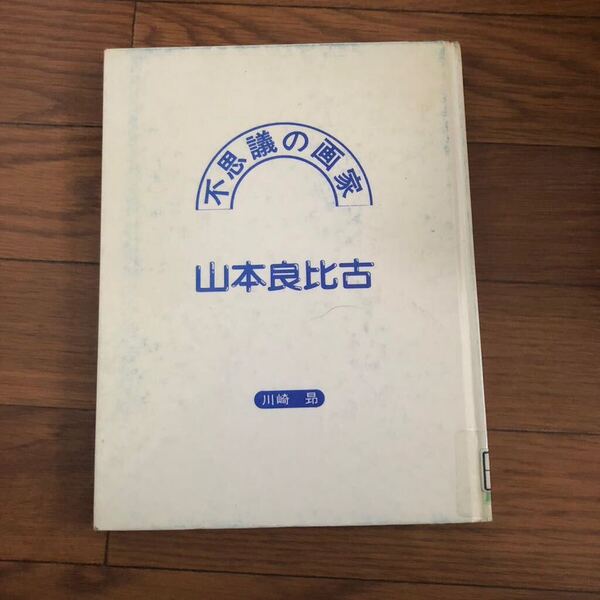 不思議の画家
山本良比古
川崎 昂